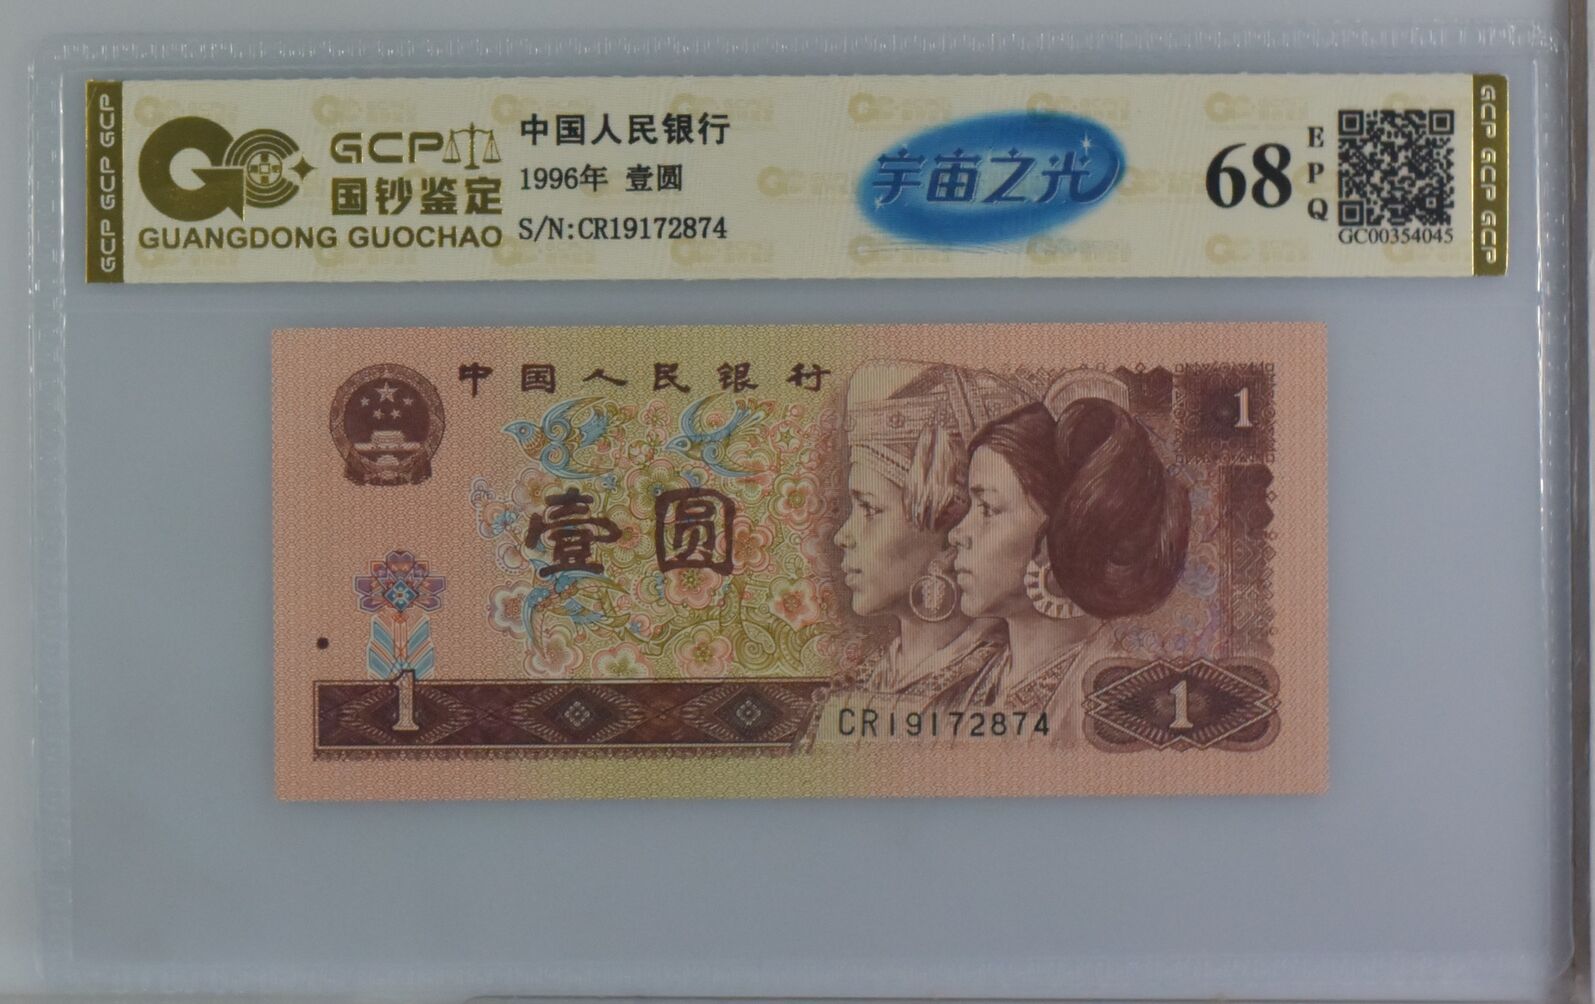 GCP GCP GCP
GCP
国钞鉴定
GUANGDONG GUOCHAO
中国人民银行
1996年 壹圆
S/N:CR19172874
宇宙之光
68
EPQ
GC00354045
GCP GCP GCP
中国人民银行
1
壹圆
1
CR19172874
1